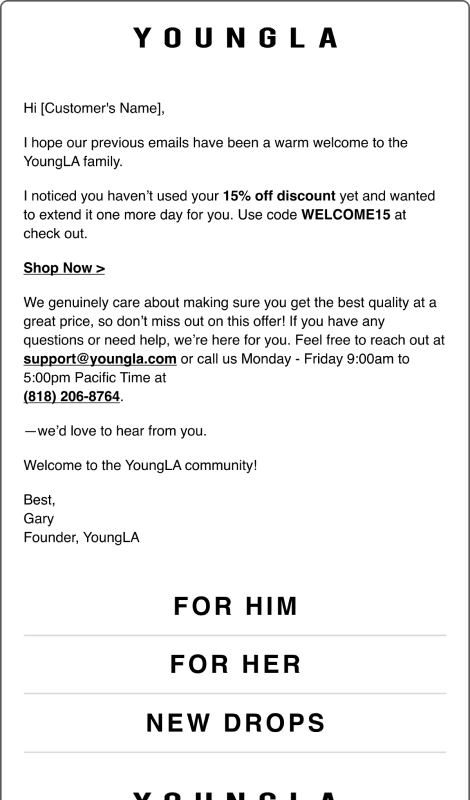 YOUNGLA
Hi [Customer's Name],
I hope our previous emails have been a warm welcome to the
YoungLA family.
I noticed you haven’t used your 15% off discount yet and wanted
to extend it one more day for you. Use code WELCOME15 at
check out.
Shop Now >
We genuinely care about making sure you get the best quality at a
great price, so don’t miss out on this offer! If you have any
questions or need help, we’re here for you. Feel free to reach out at
support@youngla.com or call us Monday - Friday 9:00am to
5:00pm Pacific Time at
(818) 206-8764.
—we’d love to hear from you.
Welcome to the YoungLA community!
Best,
Gary
Founder, YoungLA
FOR HIM
FOR HER
NEW DROPS
YOUNGLA